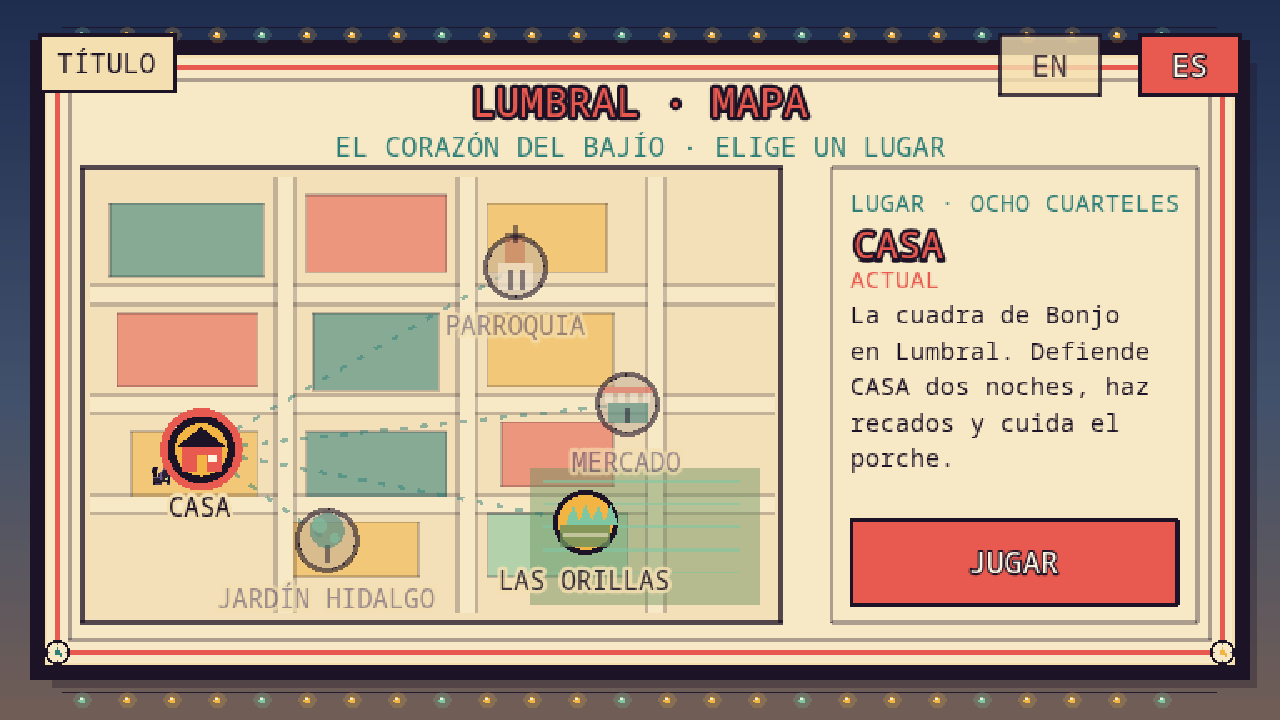 TÍTULO
EN
ES
LUMBRAL · MAPA
EL CORAZÓN DEL BAJÍO · ELIGE UN LUGAR
PARROQUIA
MERCADO
CASA
LAS ORILLAS
JARDÍN HIDALGO
LUGAR · OCHO CUARTELES
CASA
ACTUAL
La cuadra de Bonjo
en Lumbral. Defiende
CASA dos noches, haz
recados y cuida el
porche.
JUGAR